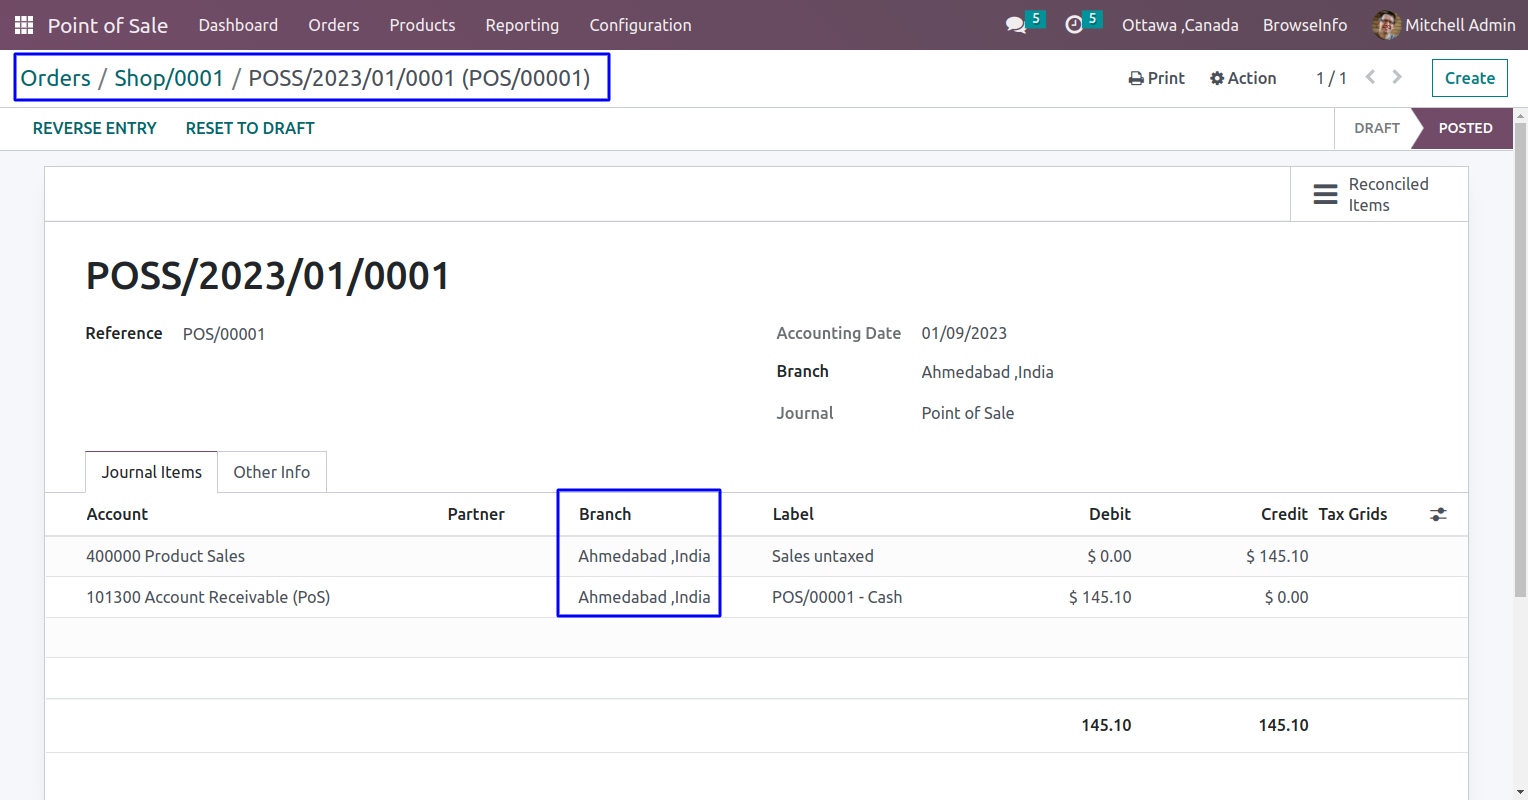 Point of Sale Dashboard Orders Products Reporting Configuration 5 5 Ottawa ,Canada BrowseInfo Mitchell Admin
Orders / Shop/0001 / POSS/2023/01/0001 (POS/00001) Print Action 1 / 1 Create
REVERSE ENTRY RESET TO DRAFT DRAFT POSTED
Reconciled
Items
POSS/2023/01/0001
Reference POS/00001 Accounting Date 01/09/2023
Branch Ahmedabad ,India
Journal Point of Sale
Journal Items Other Info
Account Partner Branch Label Debit Credit Tax Grids
400000 Product Sales Ahmedabad ,India Sales untaxed $ 0.00 $ 145.10
101300 Account Receivable (PoS) Ahmedabad ,India POS/00001 - Cash $ 145.10 $ 0.00
145.10 145.10